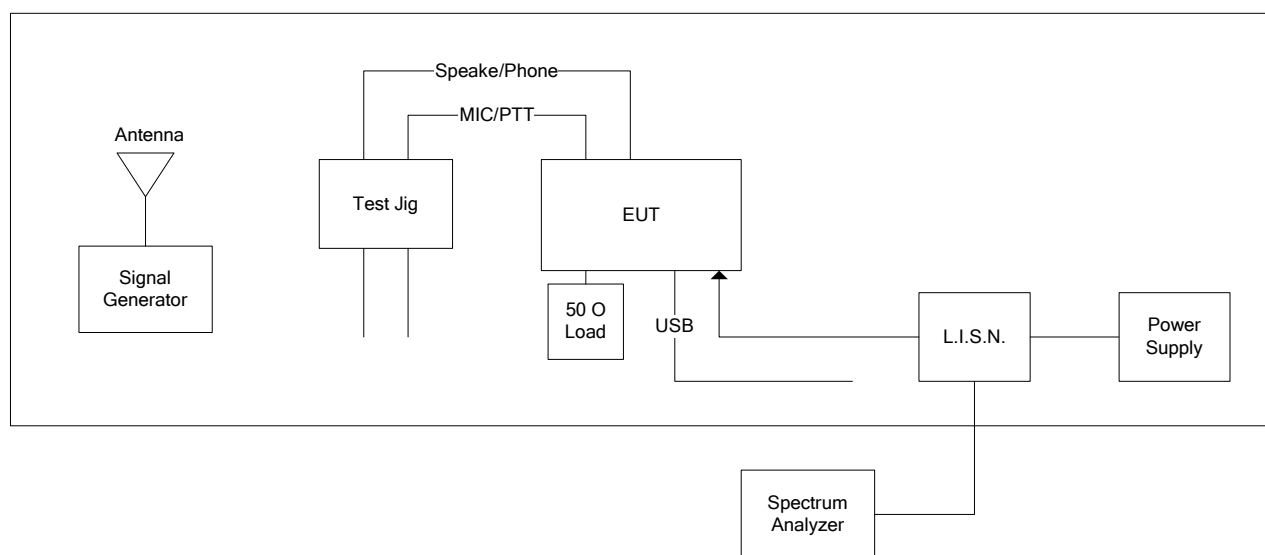 Speake/Phone
MIC/PTT
Antenna
Test Jig
EUT
Signal
Generator
50 O
Load
USB
L.I.S.N.
Power
Supply
Spectrum
Analyzer